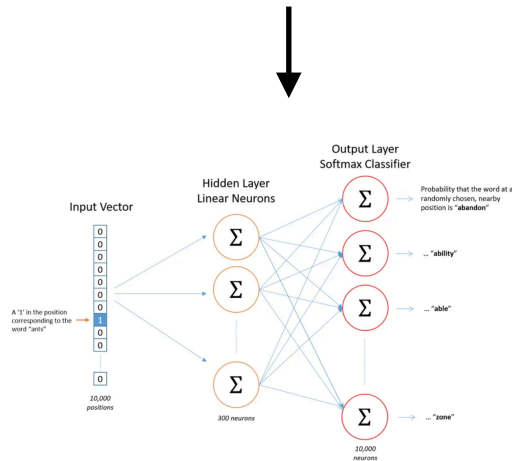 Output Layer
Softmax Classifier
Hidden Layer
Linear Neurons
Input Vector
0
0
0
0
0
0
0
1
0
0
0
A '1' in the position
corresponding to the
word "ants"
10,000
positions
Σ
Σ
Σ
300 neurons
Σ
Σ
Σ
Σ
10,000
neurons
Probability that the word at a
randomly chosen, nearby
position is "abandon"
... "ability"
... "able"
... "zone"